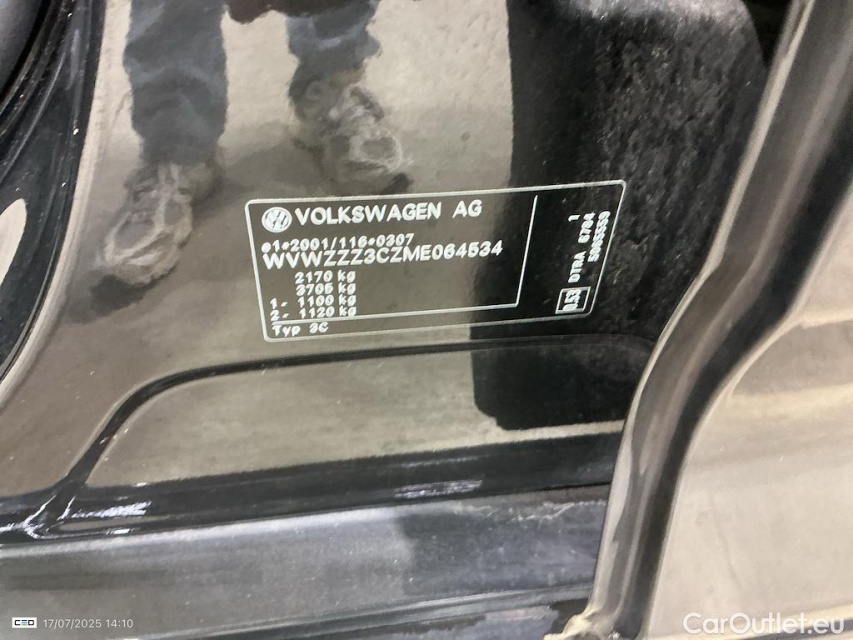 VOLKSWAGEN AG
e1*2001/116*0307
WVWZZZ3CZME064534
2170 kg
3705 kg
1- 1100 kg
2- 1120 kg
Typ 3C
CED 17/07/2025 14:10
CarOutlet.eu